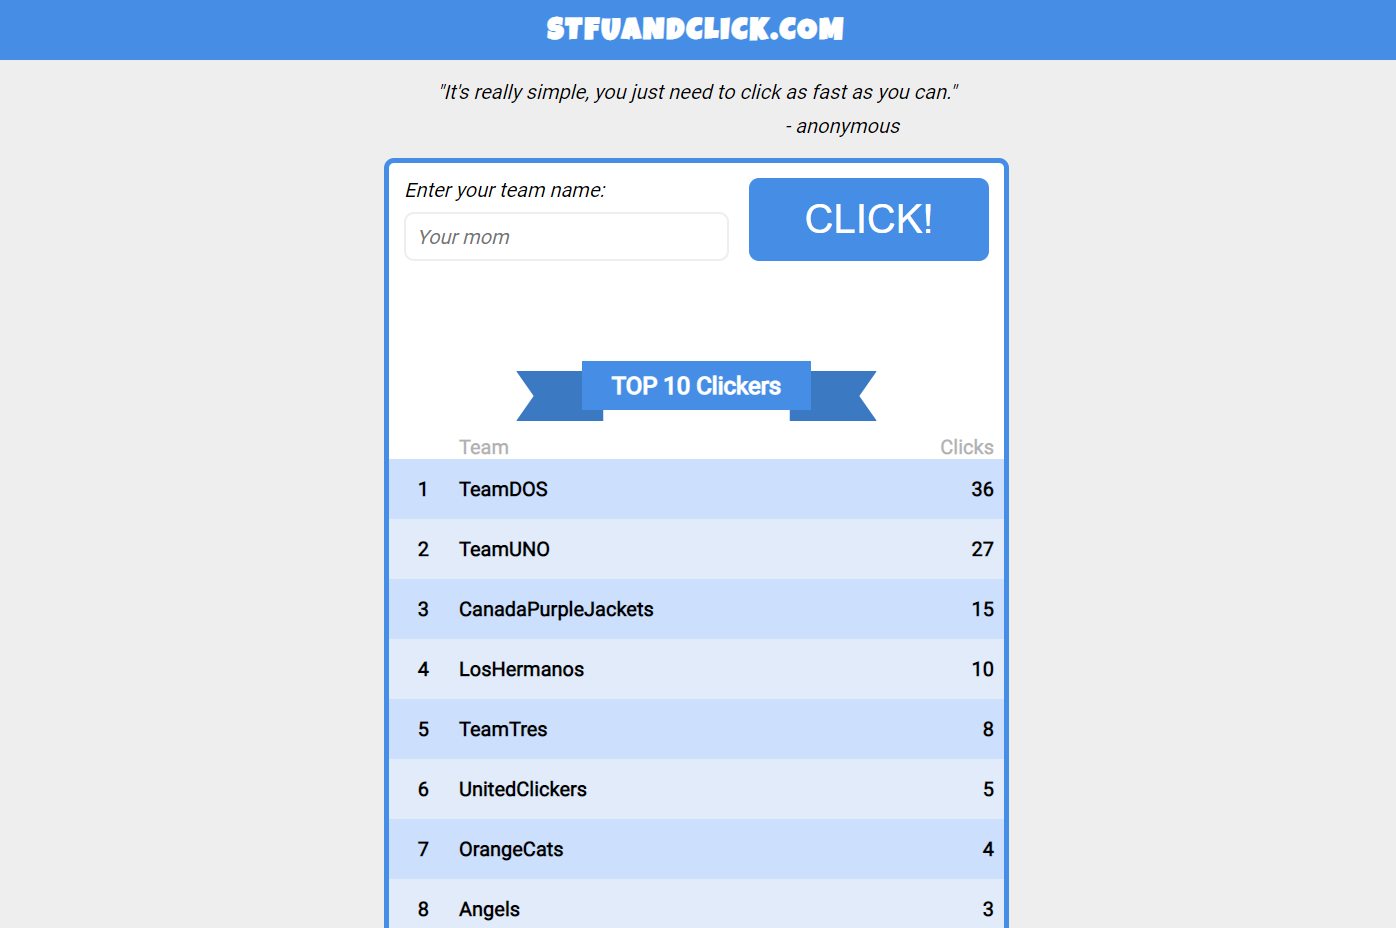 STFUANDCLICK.COM
"It's really simple, you just need to click as fast as you can."
- anonymous
Enter your team name:
Your mom
CLICK!
TOP 10 Clickers
Team Clicks
1 TeamDOS 36
2 TeamUNO 27
3 CanadaPurpleJackets 15
4 LosHermanos 10
5 TeamTres 8
6 UnitedClickers 5
7 OrangeCats 4
8 Angels 3